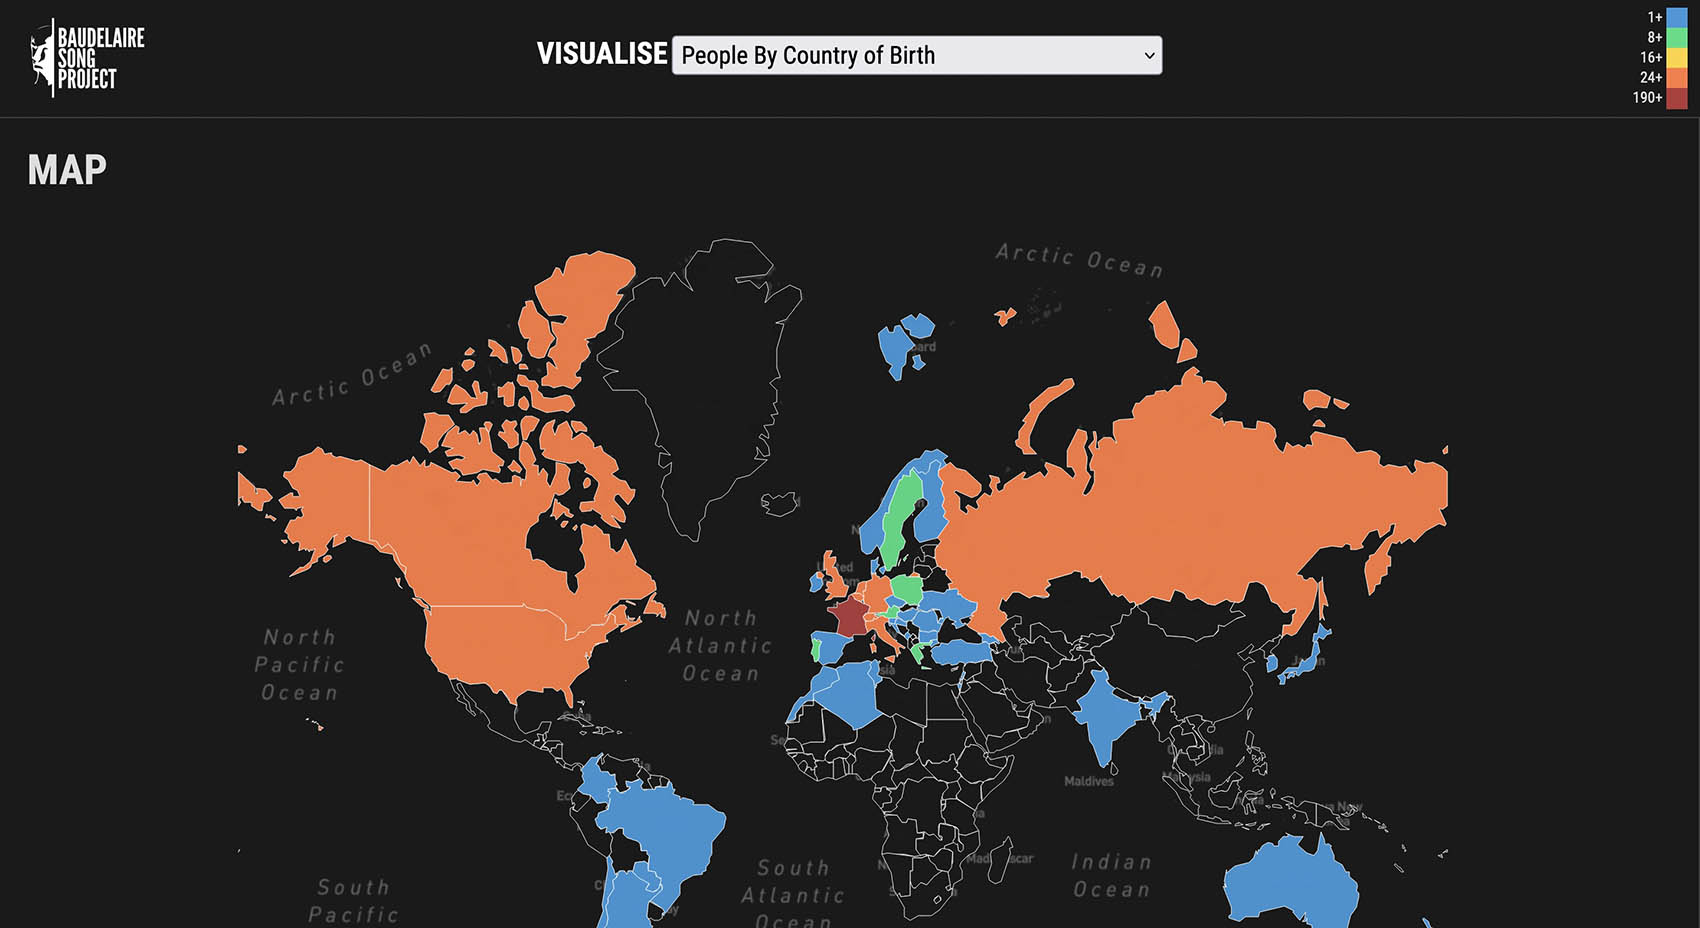 BAUDELAIRE
SONG
PROJECT
VISUALISE
People By Country of Birth
1+
8+
16+
24+
190+
MAP
Arctic Ocean
Arctic Ocean
North
Pacific
Ocean
North
Atlantic
Ocean
Maldives
South
Pacific
South
Atlantic
Ocean
Indian
Ocean